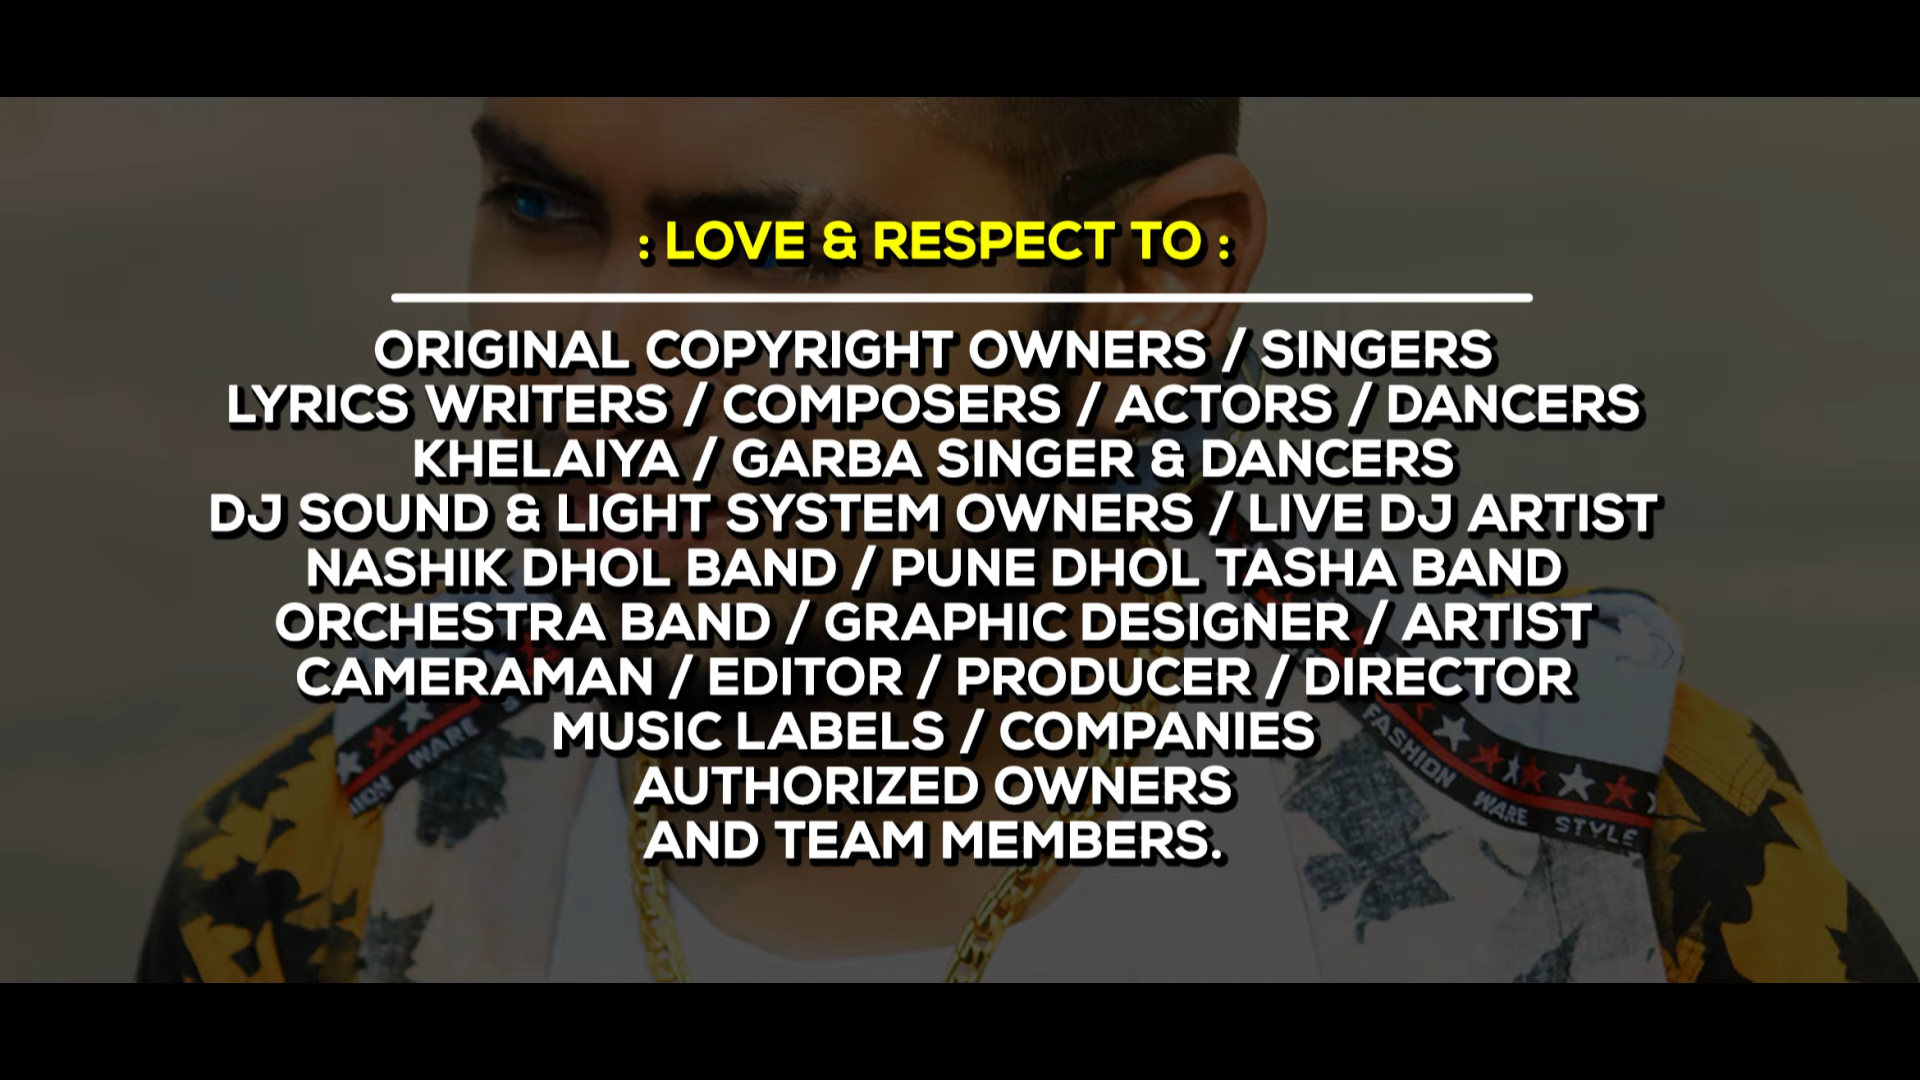 : LOVE & RESPECT TO :
ORIGINAL COPYRIGHT OWNERS / SINGERS
LYRICS WRITERS / COMPOSERS / ACTORS / DANCERS
KHELAIYA / GARBA SINGER & DANCERS
DJ SOUND & LIGHT SYSTEM OWNERS / LIVE DJ ARTIST
NASHIK DHOL BAND / PUNE DHOL TASHA BAND
ORCHESTRA BAND / GRAPHIC DESIGNER / ARTIST
CAMERAMAN / EDITOR / PRODUCER / DIRECTOR
MUSIC LABELS / COMPANIES
AUTHORIZED OWNERS
AND TEAM MEMBERS.
WARE
FASHION WARE STYLE